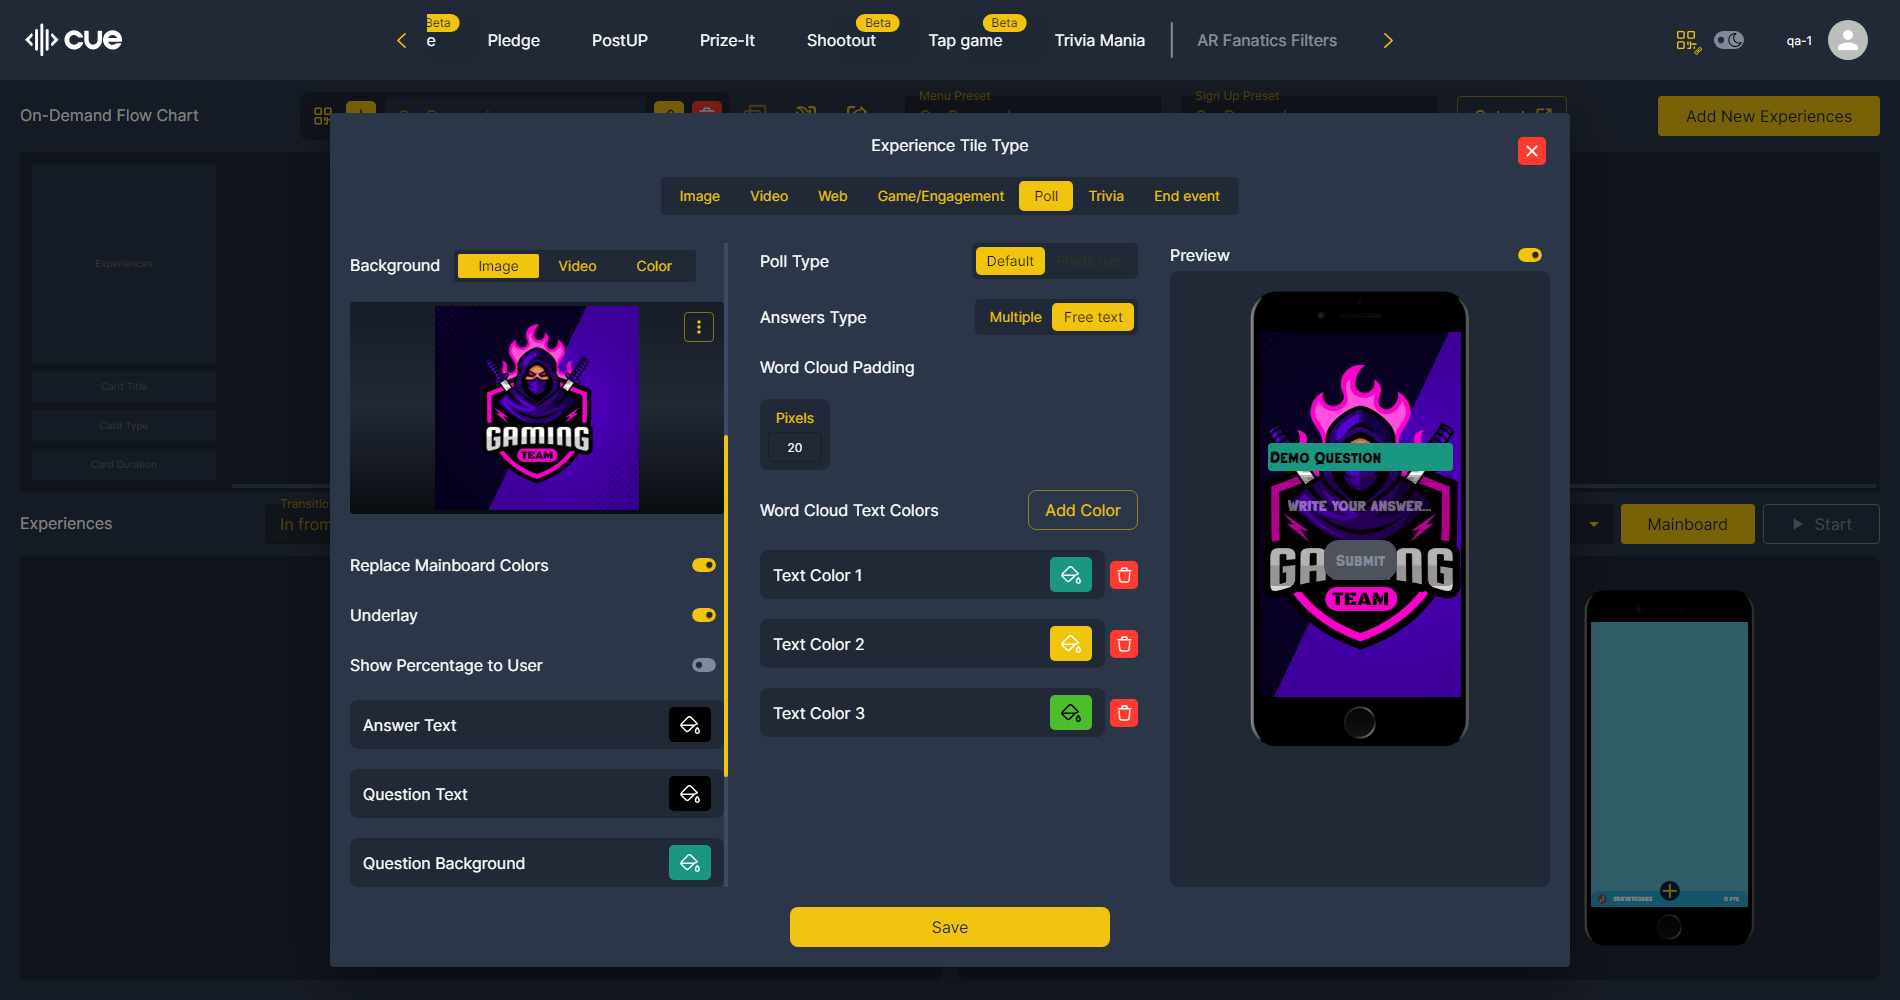 cue
Beta
e
Pledge
PostUP
Prize-It
Beta
Shootout
Beta
Tap game
Trivia Mania
AR Fanatics Filters
qa-1
On-Demand Flow Chart
Menu Preset
Sign Up Preset
Add New Experiences
Experience Tile Type
Image
Video
Web
Game/Engagement
Poll
Trivia
End event
Experiences
Card Title
Card Type
Card Duration
Background
Image
Video
Color
GAMING
TEAM
Replace Mainboard Colors
Underlay
Show Percentage to User
Answer Text
Question Text
Question Background
Poll Type
Default
Predictive
Answers Type
Multiple
Free text
Word Cloud Padding
Pixels
20
Word Cloud Text Colors
Add Color
Text Color 1
Text Color 2
Text Color 3
Preview
Demo Question
Write your answer...
Submit
GAMING
TEAM
Save
Experiences
Transitio
In from
Mainboard
Start
0 PTS